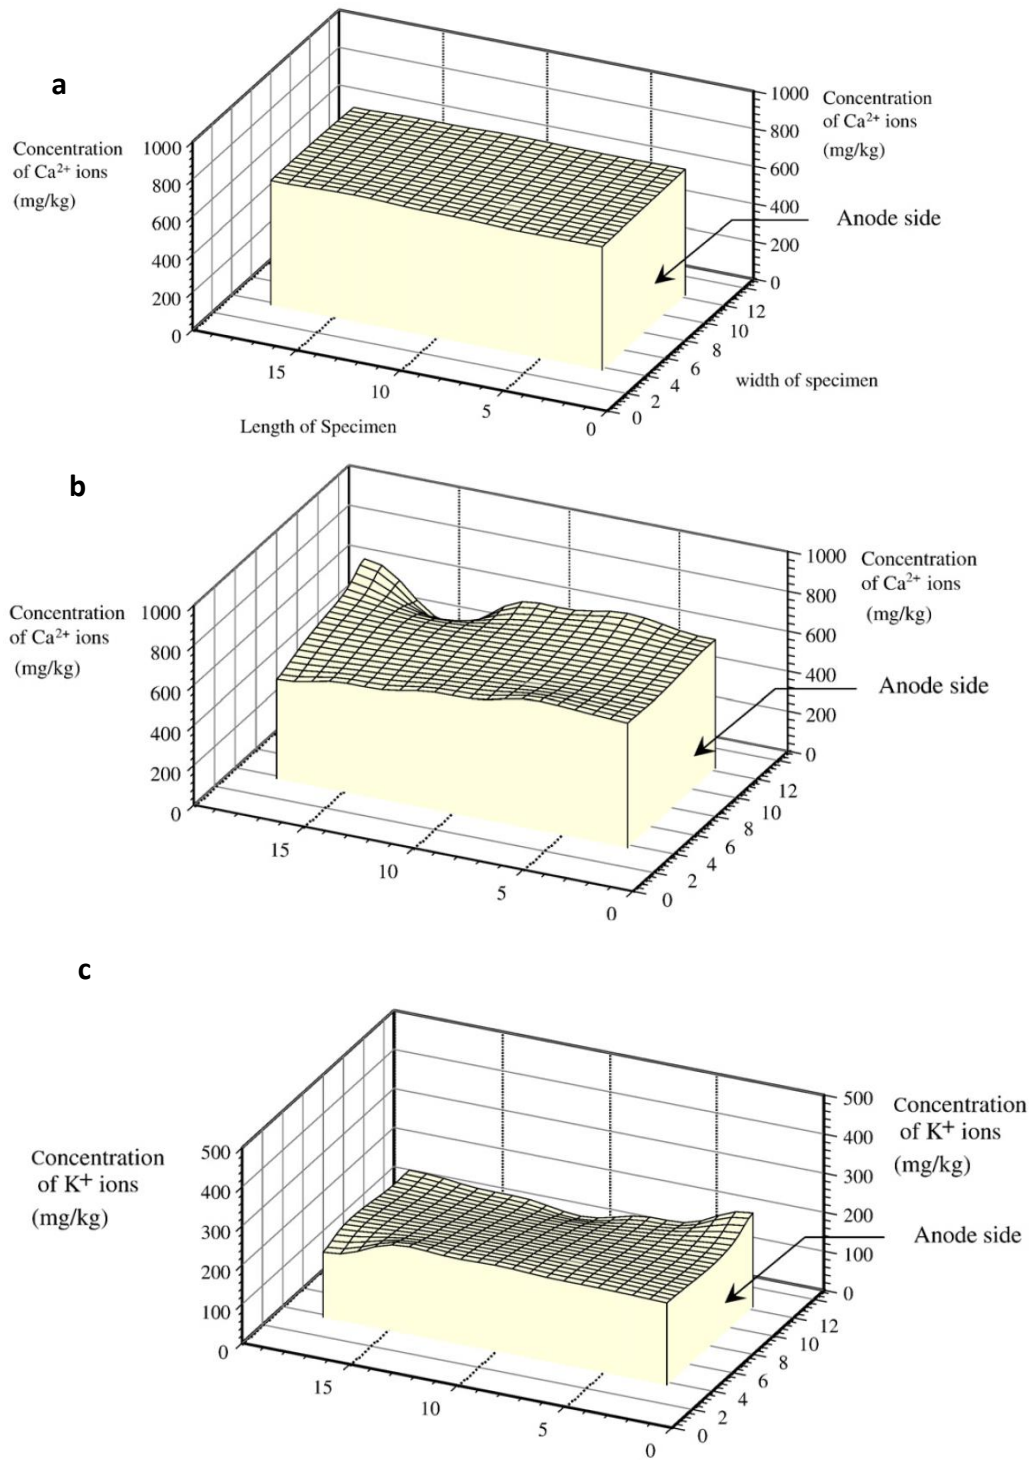 a
Concentration
of Ca²⁺ ions
(mg/kg)
1000
800
600
400
200
0
1000
800
600
400
200
0
Concentration
of Ca²⁺ ions
(mg/kg)
Anode side
12
10
8
6
4
2
0
width of specimen
15
10
5
0
Length of Specimen
b
Concentration
of Ca²⁺ ions
(mg/kg)
1000
800
600
400
200
0
1000
800
600
400
200
0
Concentration
of Ca²⁺ ions
(mg/kg)
Anode side
12
10
8
6
4
2
0
15
10
5
0
c
Concentration
of K⁺ ions
(mg/kg)
500
400
300
200
100
0
500
400
300
200
100
0
Concentration
of K⁺ ions
(mg/kg)
Anode side
12
10
8
6
4
2
0
15
10
5
0